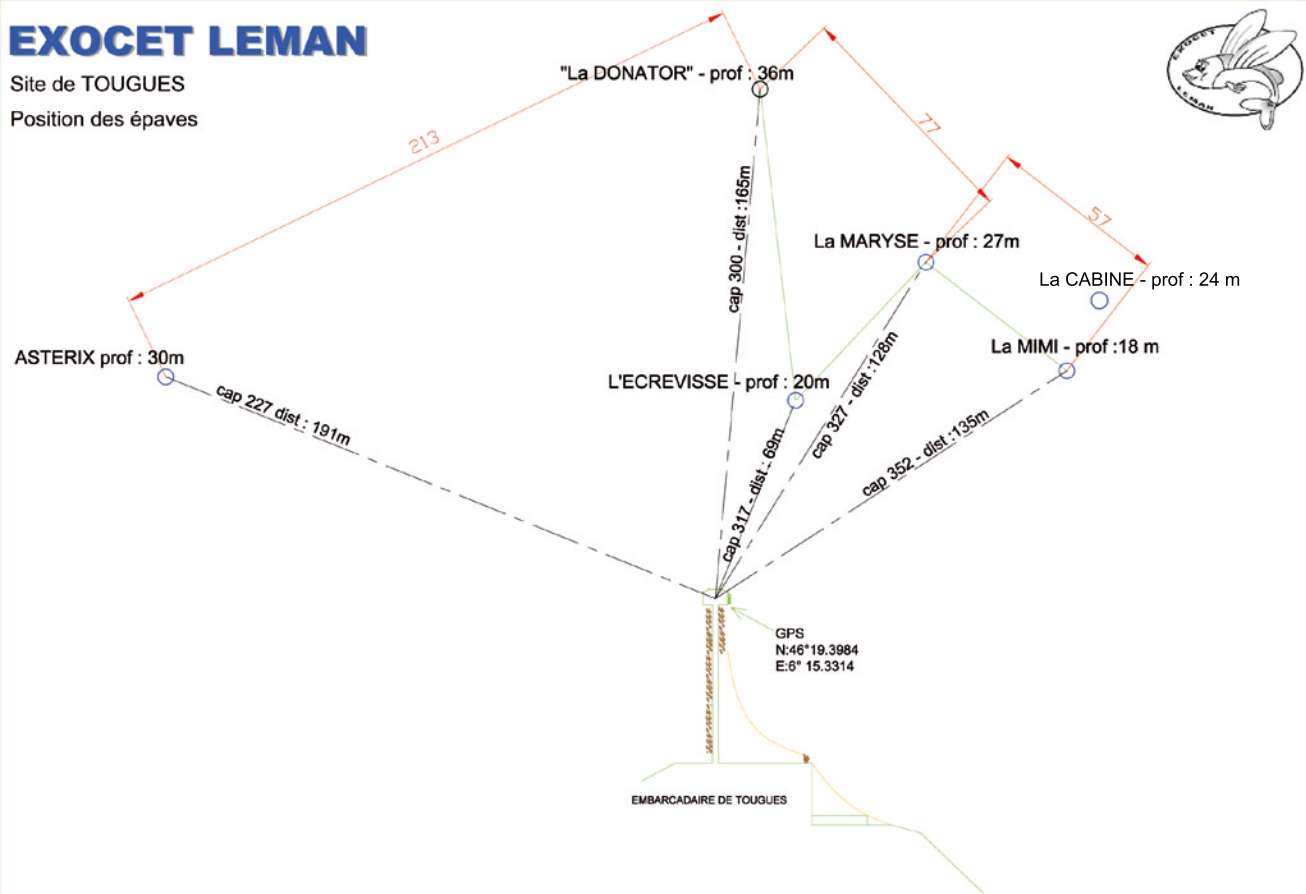 EXOCET LEMAN
Site de TOUGUES
Position des épaves
EXOCET
LEMAN
"La DONATOR" - prof : 36m
213
77
57
cap 300 - dist :165m
La MARYSE - prof : 27m
La CABINE - prof : 24 m
ASTERIX prof : 30m
La MIMI - prof :18 m
L'ECREVISSE - prof : 20m
cap 227 dist : 191m
cap 327 - dist :128m
cap 352 - dist :135m
cap 317 - dist : 69m
GPS
N:46°19.3984
E:6° 15.3314
EMBARCADAIRE DE TOUGUES